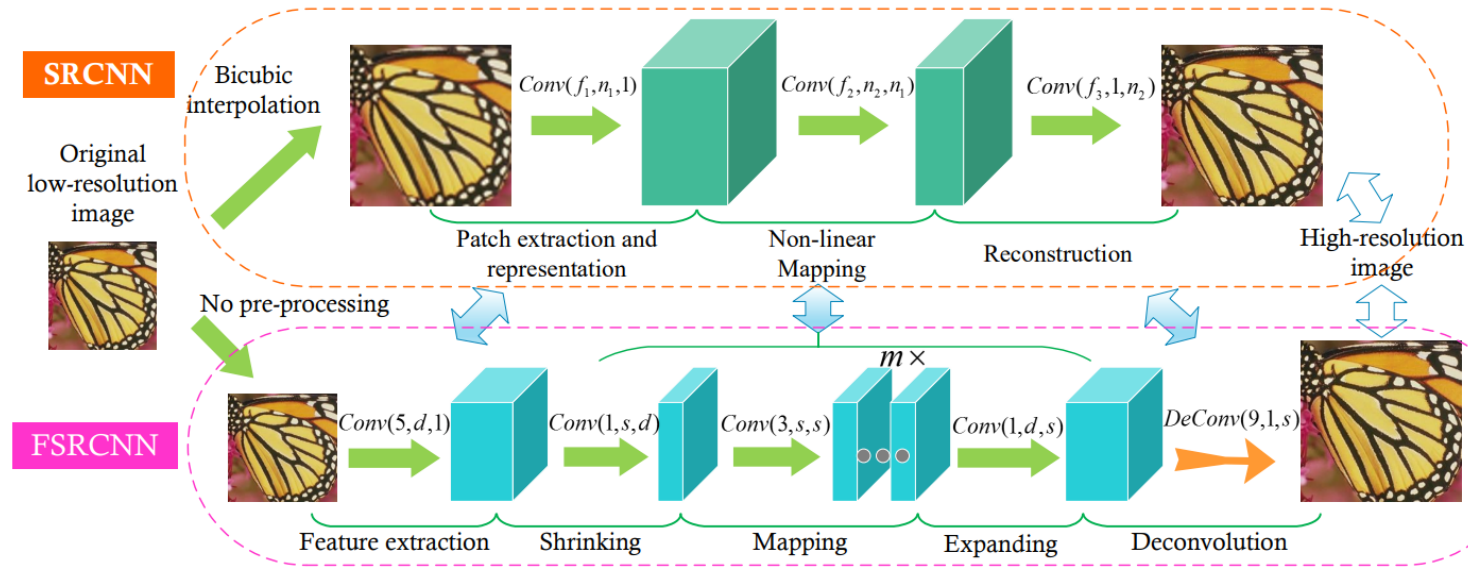 SRCNN
Bicubic
interpolation
Original
low-resolution
image
Conv(f₁,n₁,1)
Conv(f₂,n₂,n₁)
Conv(f₃,1,n₂)
Patch extraction and
representation
Non-linear
Mapping
Reconstruction
High-resolution
image
No pre-processing
FSRCNN
m ×
Conv(5,d,1)
Conv(1,s,d)
Conv(3,s,s)
Conv(1,d,s)
DeConv(9,1,s)
Feature extraction
Shrinking
Mapping
Expanding
Deconvolution